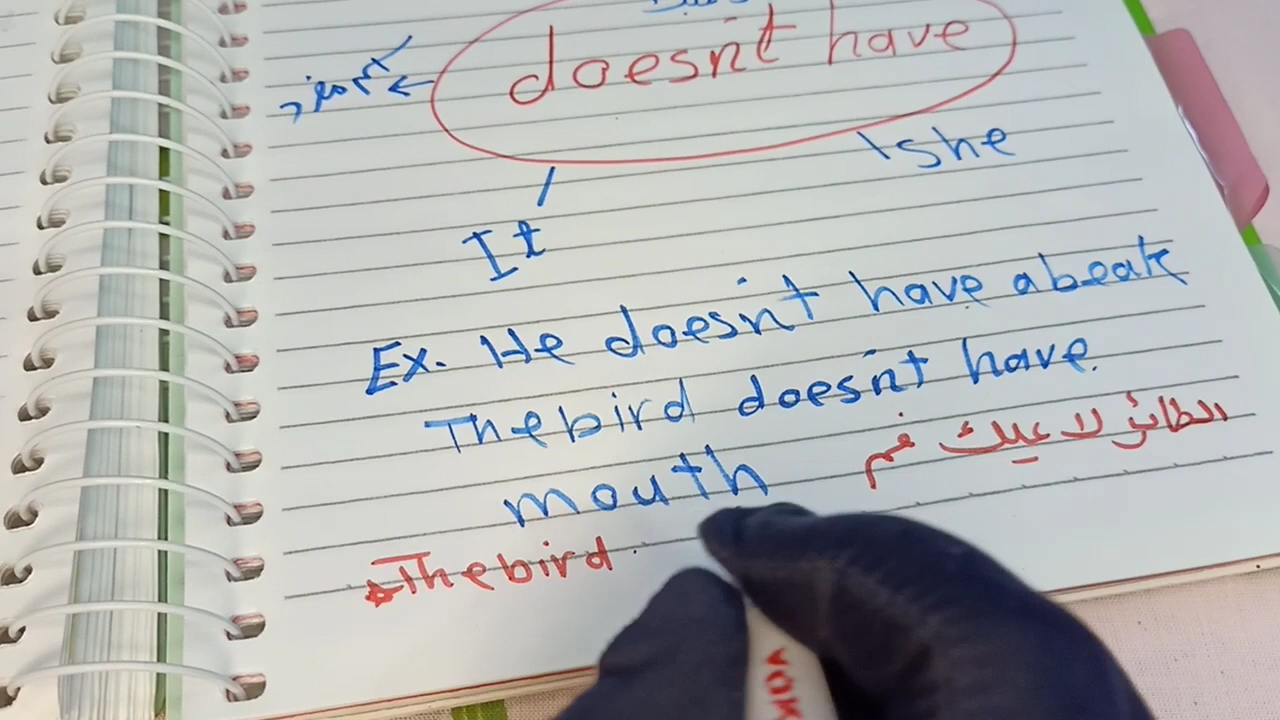 doesn't have
she
It
Ex. He doesn't have a beak
The bird doesn't have.
mouth
الطائر لا يملك فم
The bird